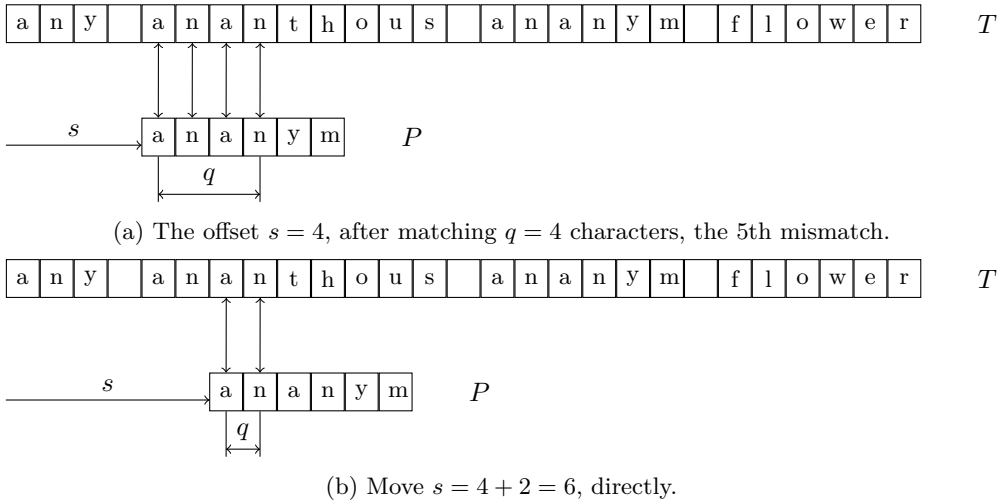 a n y a n a n t h o u s a n a n y m f l o w e r T
s a n a n y m P
q
(a) The offset s = 4, after matching q = 4 characters, the 5th mismatch.
a n y a n a n t h o u s a n a n y m f l o w e r T
s a n a n y m P
q
(b) Move s = 4 + 2 = 6, directly.